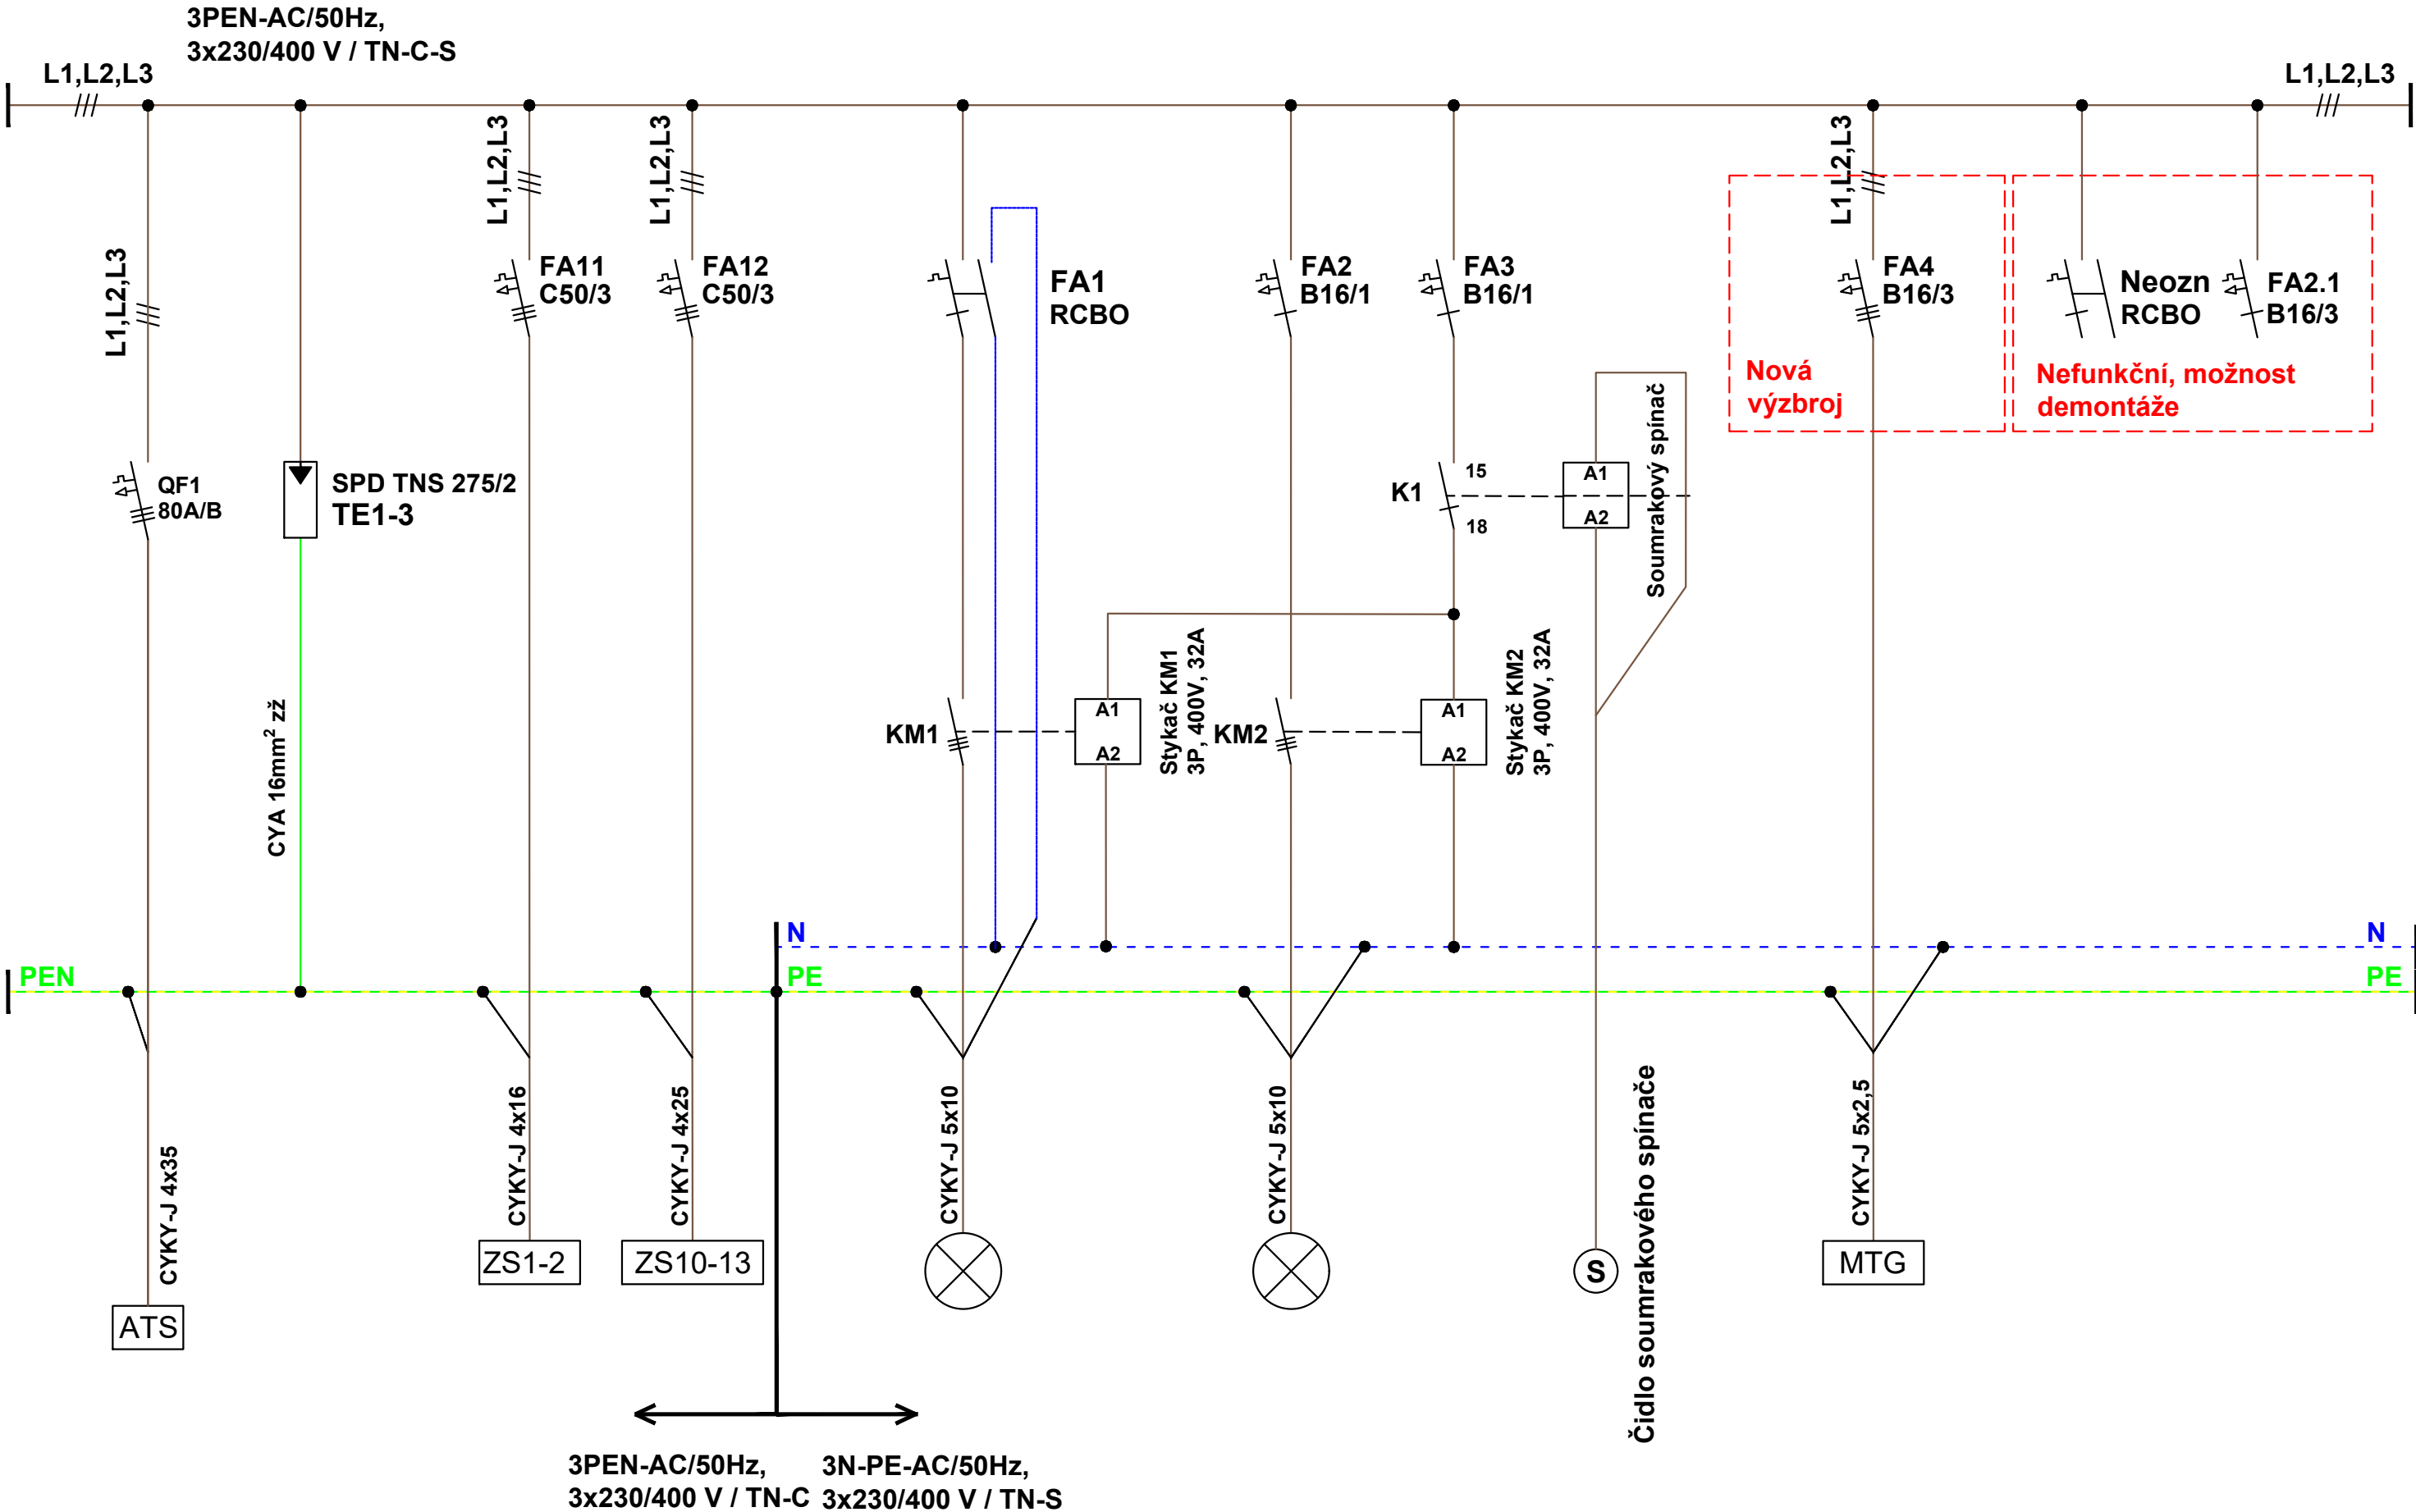 3PEN-AC/50Hz,
3x230/400 V / TN-C-S
L1,L2,L3
L1,L2,L3
L1,L2,L3
L1,L2,L3
L1,L2,L3
L1,L2,L3
FA11
C50/3
FA12
C50/3
FA1
RCBO
FA2
B16/1
FA3
B16/1
FA4
B16/3
Neozn
RCBO
FA2.1
B16/3
Nová
výzbroj
Nefunkční, možnost
demontáže
QF1
80A/B
SPD TNS 275/2
TE1-3
K1
15
18
A1
A2
Soumrakový spínač
CYA 16mm² zž
KM1
A1
A2
Stykač KM1
3P, 400V, 32A
KM2
A1
A2
Stykač KM2
3P, 400V, 32A
N
N
PEN
PE
PE
CYKY-J 4x35
CYKY-J 4x16
CYKY-J 4x25
CYKY-J 5x10
CYKY-J 5x10
Čidlo soumrakového spínače
CYKY-J 5x2,5
ATS
ZS1-2
ZS10-13
S
MTG
3PEN-AC/50Hz,
3x230/400 V / TN-C
3N-PE-AC/50Hz,
3x230/400 V / TN-S